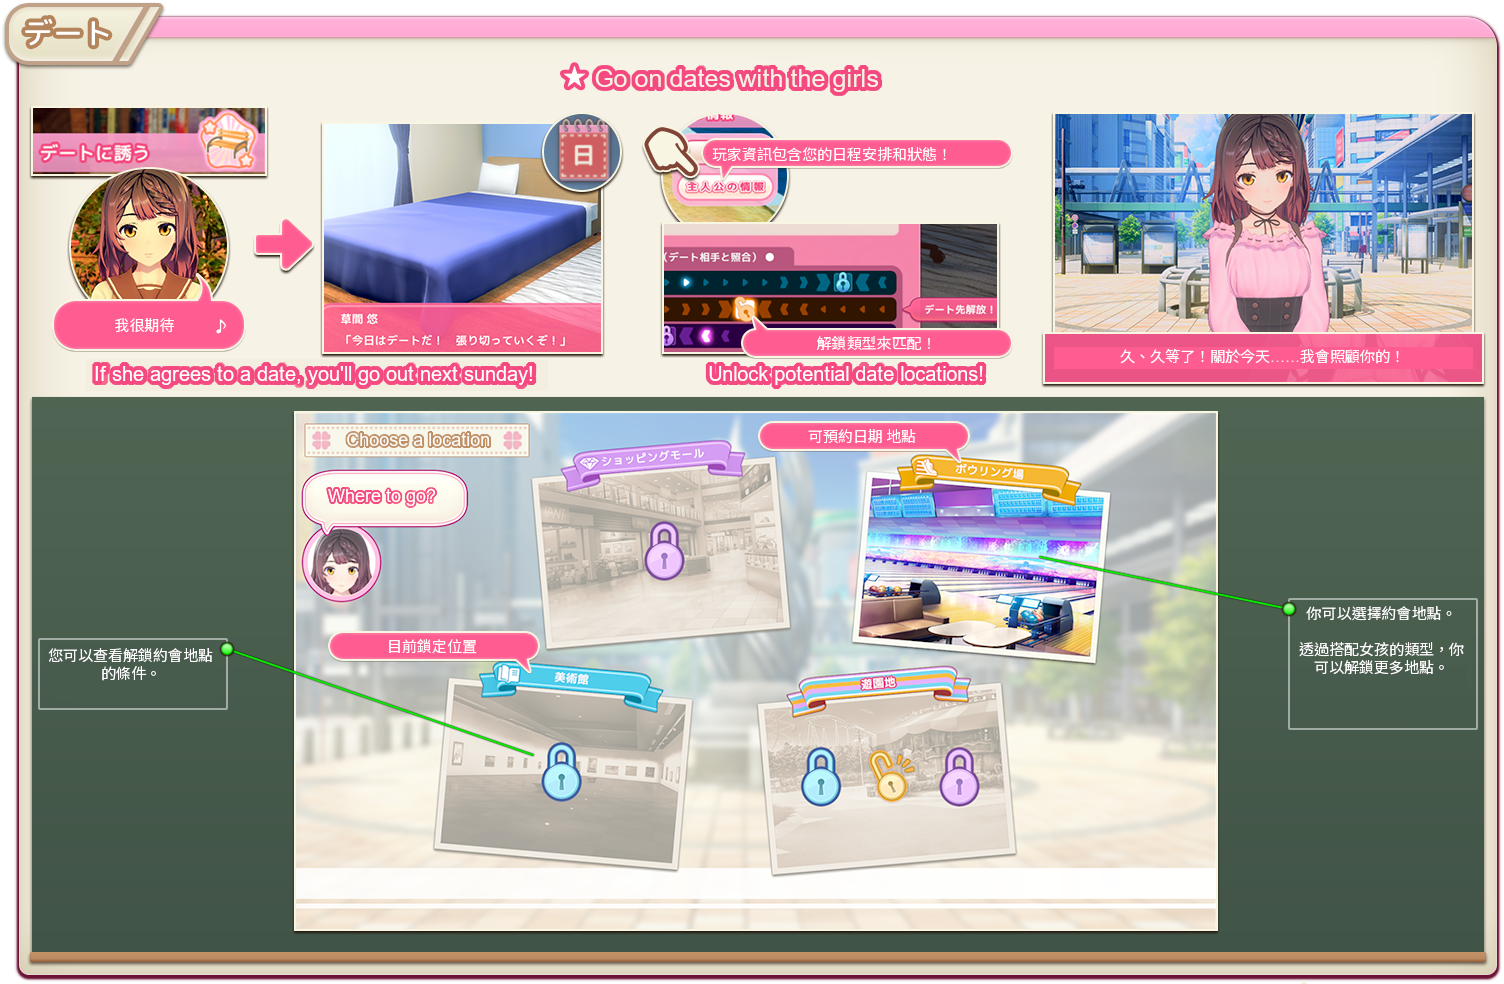 デート
Go on dates with the girls
デートに誘う
我很期待 ♪
日
草間 悠
「今日はデートだ！ 張り切っていくぞ！」
If she agrees to a date, you'll go out next sunday!
情報
玩家資訊包含您的日程安排和狀態！
主人公の情報
(デート相手と照合)
デート先解放！
解鎖類型來匹配！
Unlock potential date locations!
久、久等了！關於今天......我會照顧你的！
Choose a location
Where to go?
ショッピングモール
可預約日期 地點
ボウリング場
你可以選擇約會地點。
透過搭配女孩的類型，你
可以解鎖更多地點。
您可以查看解鎖約會地點
的條件。
目前鎖定位置
美術館
遊園地